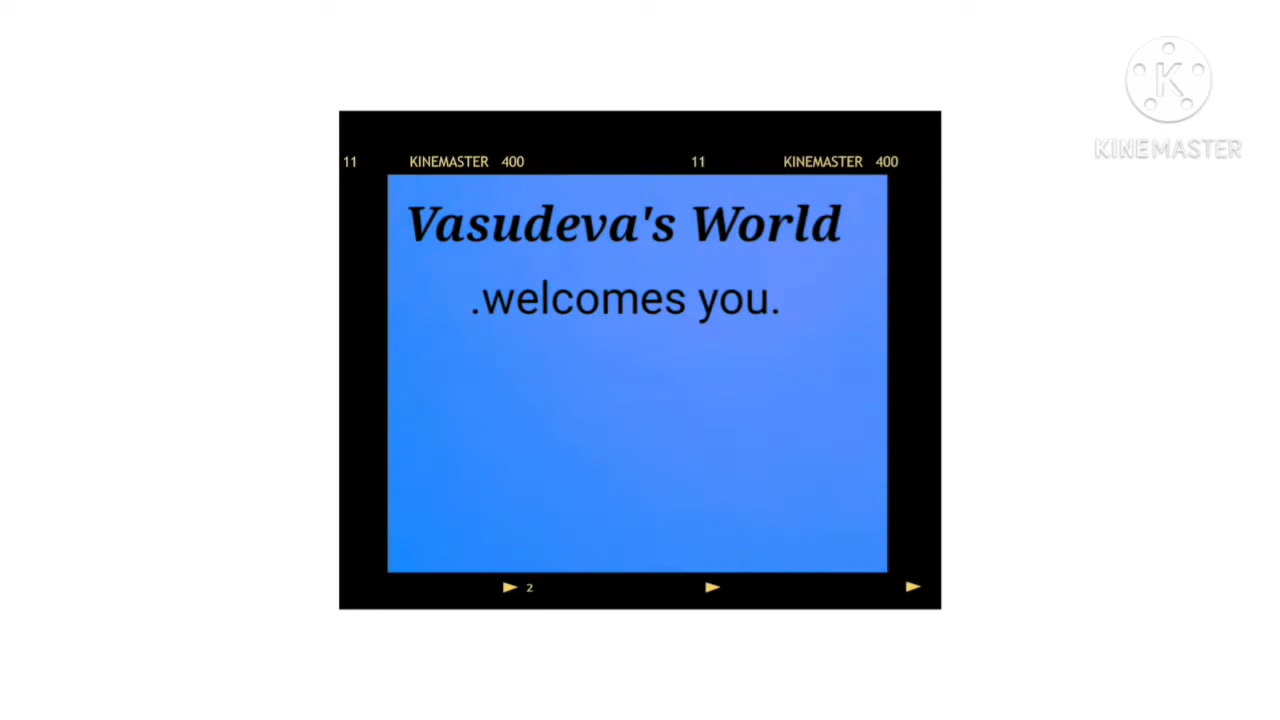 KINEMASTER
11 KINEMASTER 400 11 KINEMASTER 400
Vasudeva's World
.welcomes you.
2